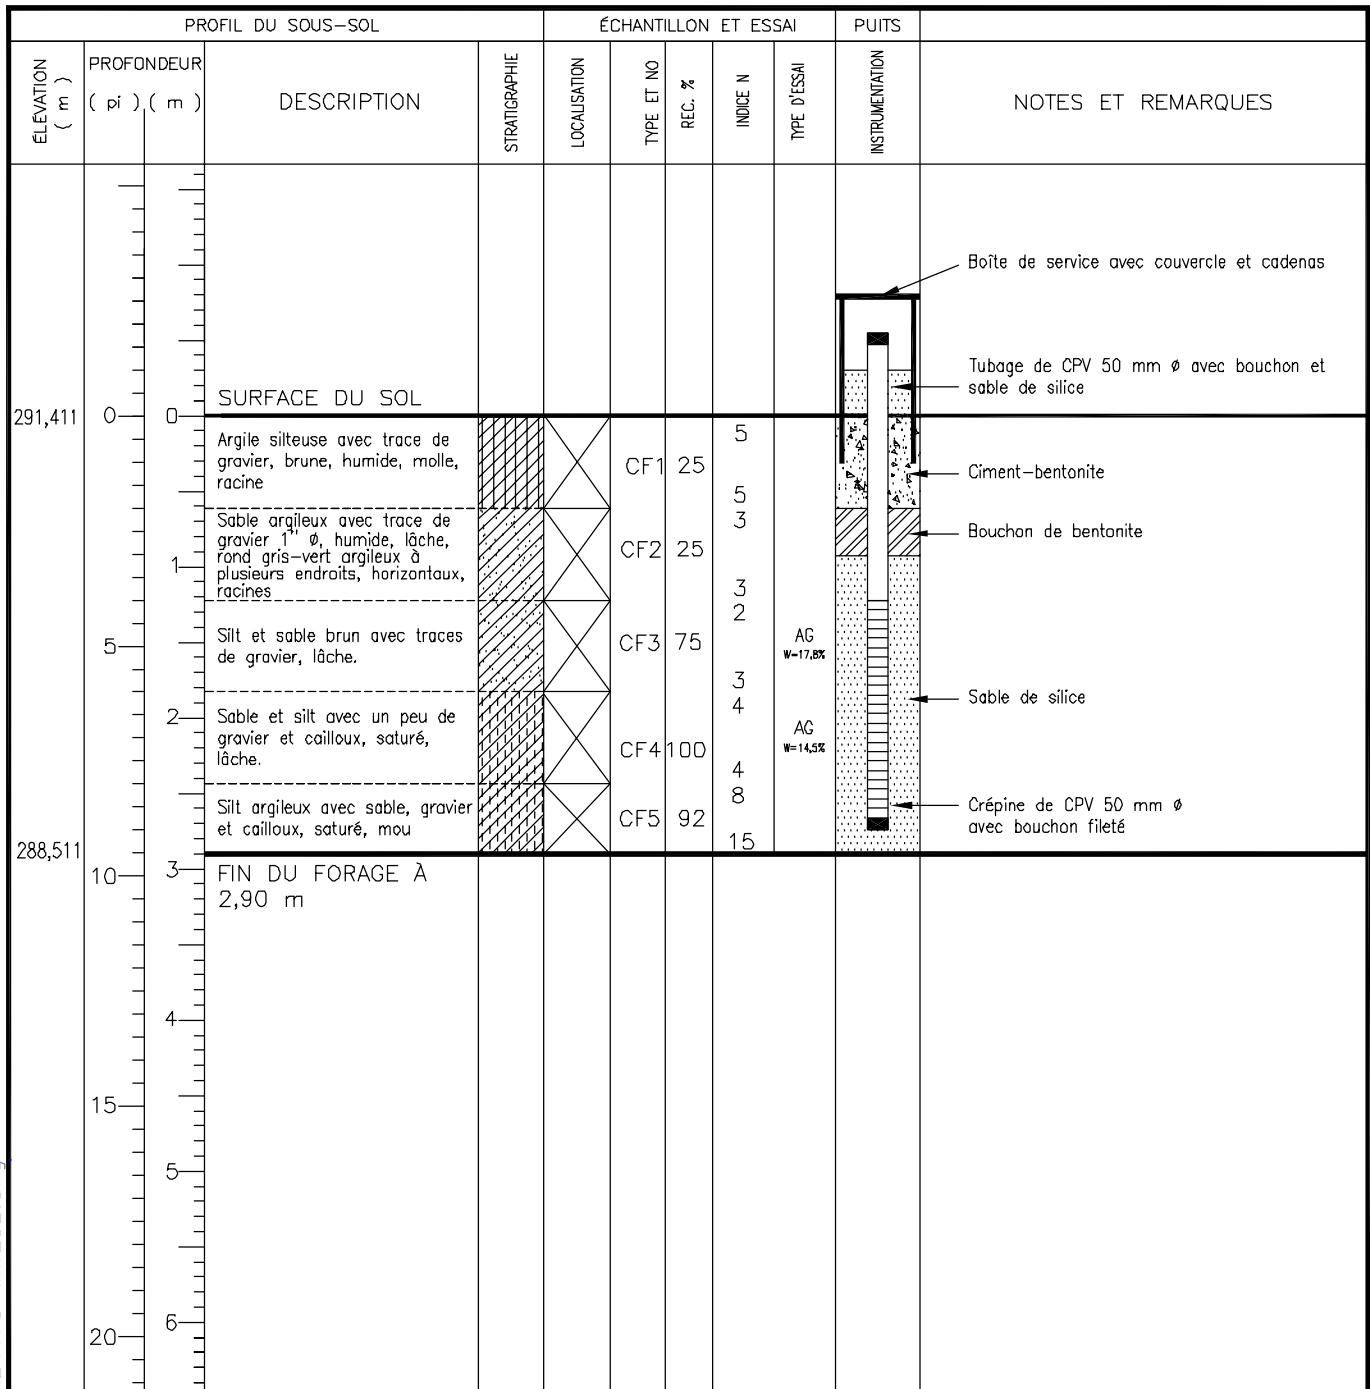 PROFIL DU SOUS-SOL
ÉCHANTILLON ET ESSAI
PUITS
ÉLÉVATION
( m )
PROFONDEUR
( pi )
( m )
DESCRIPTION
STRATIGRAPHIE
LOCALISATION
TYPE ET NO
REC. %
INDICE N
TYPE D'ESSAI
INSTRUMENTATION
NOTES ET REMARQUES
Boîte de service avec couvercle et cadenas
Tubage de CPV 50 mm ø avec bouchon et
sable de silice
SURFACE DU SOL
291,411
0
0
Argile silteuse avec trace de
gravier, brune, humide, molle,
racine
CF1
25
5
5
Ciment-bentonite
Sable argileux avec trace de
gravier 1" ø, humide, lâche,
rond gris-vert argileux à
plusieurs endroits, horizontaux,
racines
1
CF2
25
3
3
Bouchon de bentonite
Silt et sable brun avec traces
de gravier, lâche.
5
CF3
75
2
3
AG
W=17,8%
Sable de silice
2
Sable et silt avec un peu de
gravier et cailloux, saturé,
lâche.
CF4
100
4
4
AG
W=14,5%
Silt argileux avec sable, gravier
et cailloux, saturé, mou
CF5
92
8
15
Crépine de CPV 50 mm ø
avec bouchon fileté
288,511
10
3
FIN DU FORAGE À
2,90 m
4
15
5
6
20